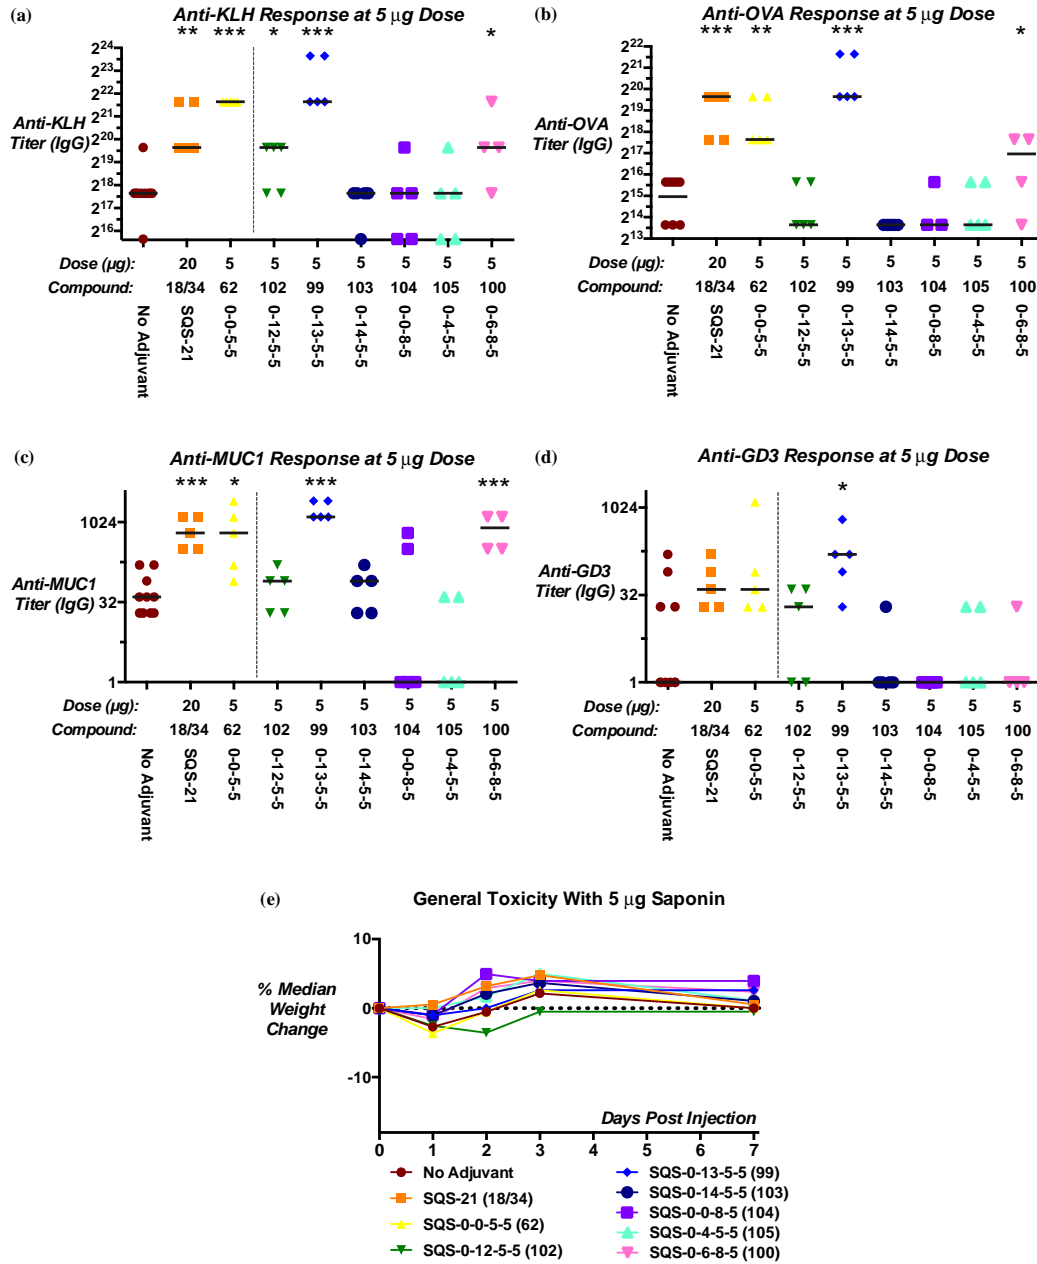 (a) Anti-KLH Response at 5 μg Dose
** *** * *** *
2^24
2^23
2^22
2^21
2^20
2^19
2^18
2^17
2^16
Anti-KLH
Titer (IgG)
Dose (μg): 20 5 5 5 5 5 5 5
Compound: 18/34 62 102 99 103 104 105 100
No Adjuvant
SQS-21
0-0-5-5
0-12-5-5
0-13-5-5
0-14-5-5
0-0-8-5
0-4-5-5
0-6-8-5
(b) Anti-OVA Response at 5 μg Dose
*** ** *** *
2^22
2^21
2^20
2^19
2^18
2^17
2^16
2^15
2^14
2^13
Anti-OVA
Titer (IgG)
Dose (μg): 20 5 5 5 5 5 5 5
Compound: 18/34 62 102 99 103 104 105 100
No Adjuvant
SQS-21
0-0-5-5
0-12-5-5
0-13-5-5
0-14-5-5
0-0-8-5
0-4-5-5
0-6-8-5
(c) Anti-MUC1 Response at 5 μg Dose
*** * *** ***
1024
32
1
Anti-MUC1
Titer (IgG)
Dose (μg): 20 5 5 5 5 5 5 5
Compound: 18/34 62 102 99 103 104 105 100
No Adjuvant
SQS-21
0-0-5-5
0-12-5-5
0-13-5-5
0-14-5-5
0-0-8-5
0-4-5-5
0-6-8-5
(d) Anti-GD3 Response at 5 μg Dose
*
1024
32
1
Anti-GD3
Titer (IgG)
Dose (μg): 20 5 5 5 5 5 5 5
Compound: 18/34 62 102 99 103 104 105 100
No Adjuvant
SQS-21
0-0-5-5
0-12-5-5
0-13-5-5
0-14-5-5
0-0-8-5
0-4-5-5
0-6-8-5
(e) General Toxicity With 5 μg Saponin
10
0
-10
% Median
Weight
Change
Days Post Injection
0 1 2 3 4 5 6 7
No Adjuvant
SQS-21 (18/34)
SQS-0-0-5-5 (62)
SQS-0-12-5-5 (102)
SQS-0-13-5-5 (99)
SQS-0-14-5-5 (103)
SQS-0-0-8-5 (104)
SQS-0-4-5-5 (105)
SQS-0-6-8-5 (100)